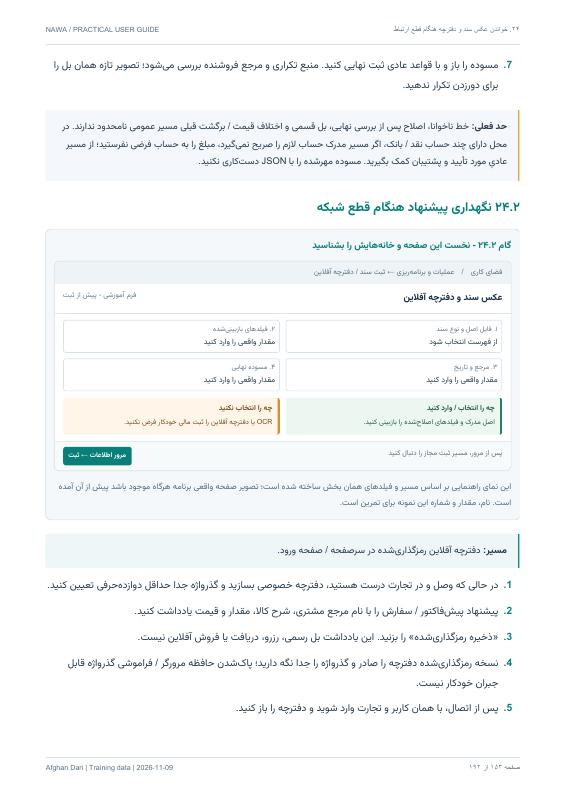 ۲۴. خواندن عکس سند و دفترچه هنگام قطع ارتباط
NAWA / PRACTICAL USER GUIDE
7. مسوده را باز و با قواعد عادی ثبت نهایی کنید. منبع تکراری و مرجع فروشنده بررسی می‌شود؛ تصویر تازه همان بل را
برای دورزدن تکرار ندهید.
حد فعلی: خط ناخوانا، اصلاح پس از بررسی نهایی، بل قسمی و اختلاف قیمت / برگشت قبلی مسیر عمومی نامحدود ندارند. در
محل دارای چند حساب نقد / بانک، اگر مسیر مدرک حساب لازم را صریح نمی‌گیرد، مبلغ را به حساب فرضی نفرستید؛ از مسیر
عادی مورد تأیید و پشتیبان کمک بگیرید. مسوده مهرشده را با JSON دست‌کاری نکنید.
۲۴.۲ نگهداری پیشنهاد هنگام قطع شبکه
گام ۲۴.۲ - نخست این صفحه و خانه‌هایش را بشناسید
فضای کاری / عملیات و برنامه‌ریزی ← ثبت سند / دفترچه آفلاین
عکس سند و دفترچه آفلاین
فرم آموزشی - پیش از ثبت
۱. فایل اصل و نوع سند
از فهرست انتخاب شود
۲. فیلدهای بازبینی‌شده
مقدار واقعی را وارد کنید
۳. مرجع و تاریخ
مقدار واقعی را وارد کنید
۴. مسوده نهایی
مقدار واقعی را وارد کنید
چه را انتخاب / وارد کنید
اصل مدرک و فیلدهای اصلاح‌شده را بازبینی کنید.
چه را انتخاب نکنید
OCR یا دفترچه آفلاین را ثبت مالی خودکار فرض نکنید.
پس از مرور، مسیر ثبت مجاز را دنبال کنید
مرور اطلاعات ← ثبت
این نمای راهنمایی بر اساس مسیر و فیلدهای همان بخش ساخته شده است؛ تصویر صفحه واقعی برنامه هرگاه موجود باشد پیش از آن آمده
است. نام، مقدار و شماره این نمونه برای تمرین است.
مسیر: دفترچه آفلاین رمزگذاری‌شده در سرصفحه / صفحه ورود.
1. در حالی که وصل و در تجارت درست هستید، دفترچه خصوصی بسازید و گذرواژه جدا حداقل دوازده‌حرفی تعیین کنید.
2. پیشنهاد پیش‌فاکتور / سفارش را با نام مرجع مشتری، شرح کالا، مقدار و قیمت یادداشت کنید.
3. «ذخیره رمزگذاری‌شده» را بزنید. این یادداشت بل رسمی، رزرو، دریافت یا فروش آفلاین نیست.
4. نسخه رمزگذاری‌شده دفترچه را صادر و گذرواژه را جدا نگه دارید؛ پاک‌شدن حافظه مرورگر / فراموشی گذرواژه قابل
جبران خودکار نیست.
5. پس از اتصال، با همان کاربر و تجارت وارد شوید و دفترچه را باز کنید.
صفحه ۱۵۳ از ۱۹۲
Afghan Dari | Training data | 2026-11-09